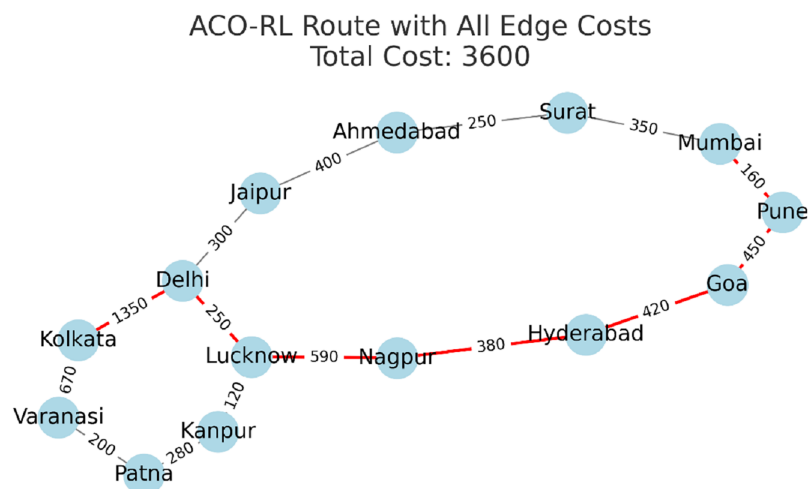 ACO-RL Route with All Edge Costs
Total Cost: 3600
Surat
Ahmedabad
250
350
Mumbai
400
160
Jaipur
Pune
300
450
Delhi
Goa
1350
250
420
Kolkata
Hyderabad
380
Lucknow
590
Nagpur
670
120
Varanasi
Kanpur
200
280
Patna